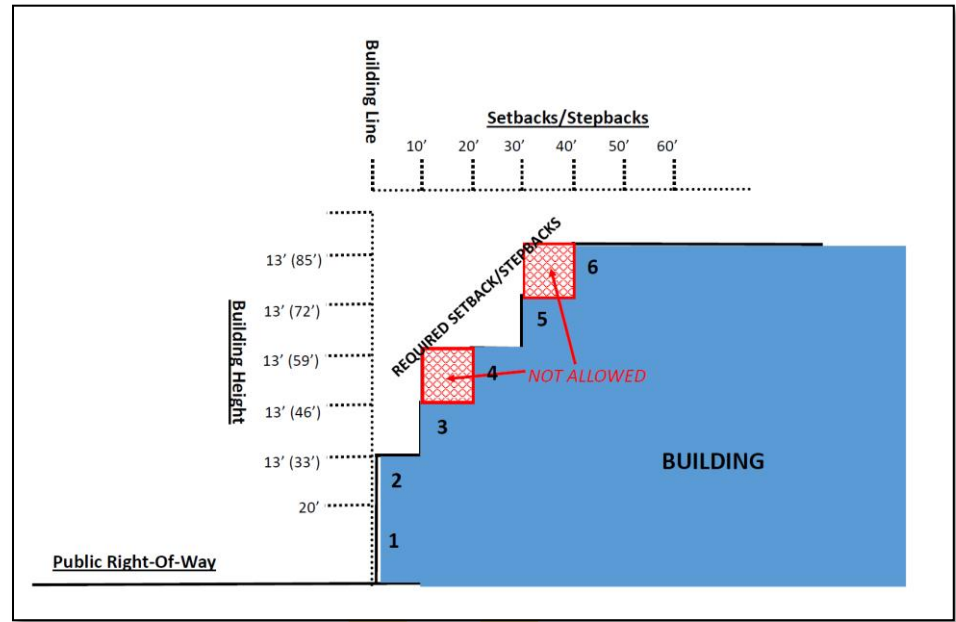 Building Line
Setbacks/Stepbacks
10’ 20’ 30’ 40’ 50’ 60’
REQUIRED SETBACK/STEPBACKS
Building Height
13’ (85’)
13’ (72’)
13’ (59’)
13’ (46’)
13’ (33’)
20’
6
5
4
NOT ALLOWED
3
2
1
BUILDING
Public Right-Of-Way